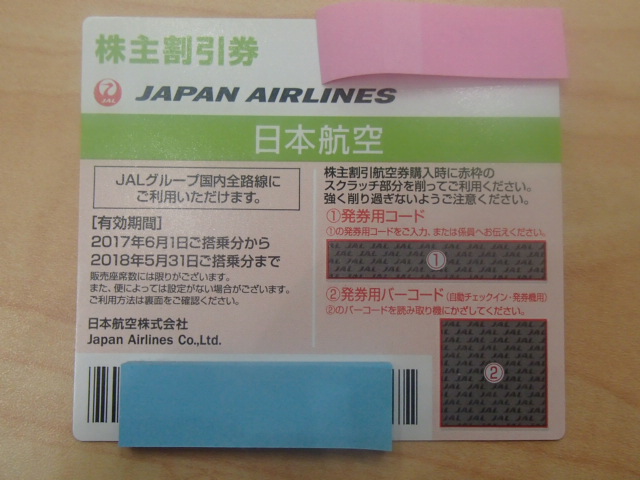 株主割引券
JAL
JAPAN AIRLINES
日本航空
JALグループ国内全路線に
ご利用いただけます。
[有効期間]
2017年6月1日ご搭乗分から
2018年5月31日ご搭乗分まで
販売座席数には限りがございます。
また、便によっては設定がない場合がございます。
ご利用方法は裏面をご確認ください。
日本航空株式会社
Japan Airlines Co.,Ltd.
株主割引航空券購入時に赤枠の
スクラッチ部分を削ってご利用ください。
強く削り過ぎないようご注意ください。
①発券用コード
①の発券用コードをご入力、または係員へお伝えください。
①
②発券用バーコード(自動チェックイン・発券機用)
②のバーコードを読み取り機にかざしてください。
②